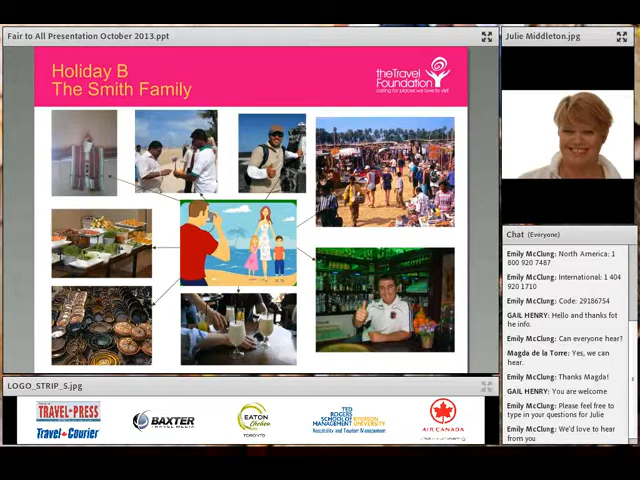 Fair to All Presentation October 2013.ppt
Holiday B
The Smith Family
theTravel
Foundation
caring for places we love to visit
Julie Middleton.jpg
Chat (Everyone)
Emily McClung: North America: 1
800 920 7487
Emily McClung: International: 1 404
920 1710
Emily McClung: Code: 29186754
GAIL HENRY: Hello and thanks fot
he info.
Emily McClung: Can everyone hear?
Magda de la Torre: Yes, we can
hear.
Emily McClung: Thanks Magda!
GAIL HENRY: You are welcome
Emily McClung: Please feel free to
type in your questions for Julie
Emily McClung: We'd love to hear
from you
LOGO_STRIP_5.jpg
TRAVEL PRESS
Travel Courier
BAXTER
TRAVEL MEDIA
EATON
Chelsea
TORONTO
TED
ROGERS
SCHOOL OF
MANAGEMENT
RYERSON
UNIVERSITY
Hospitality and Tourism Management
AIR CANADA